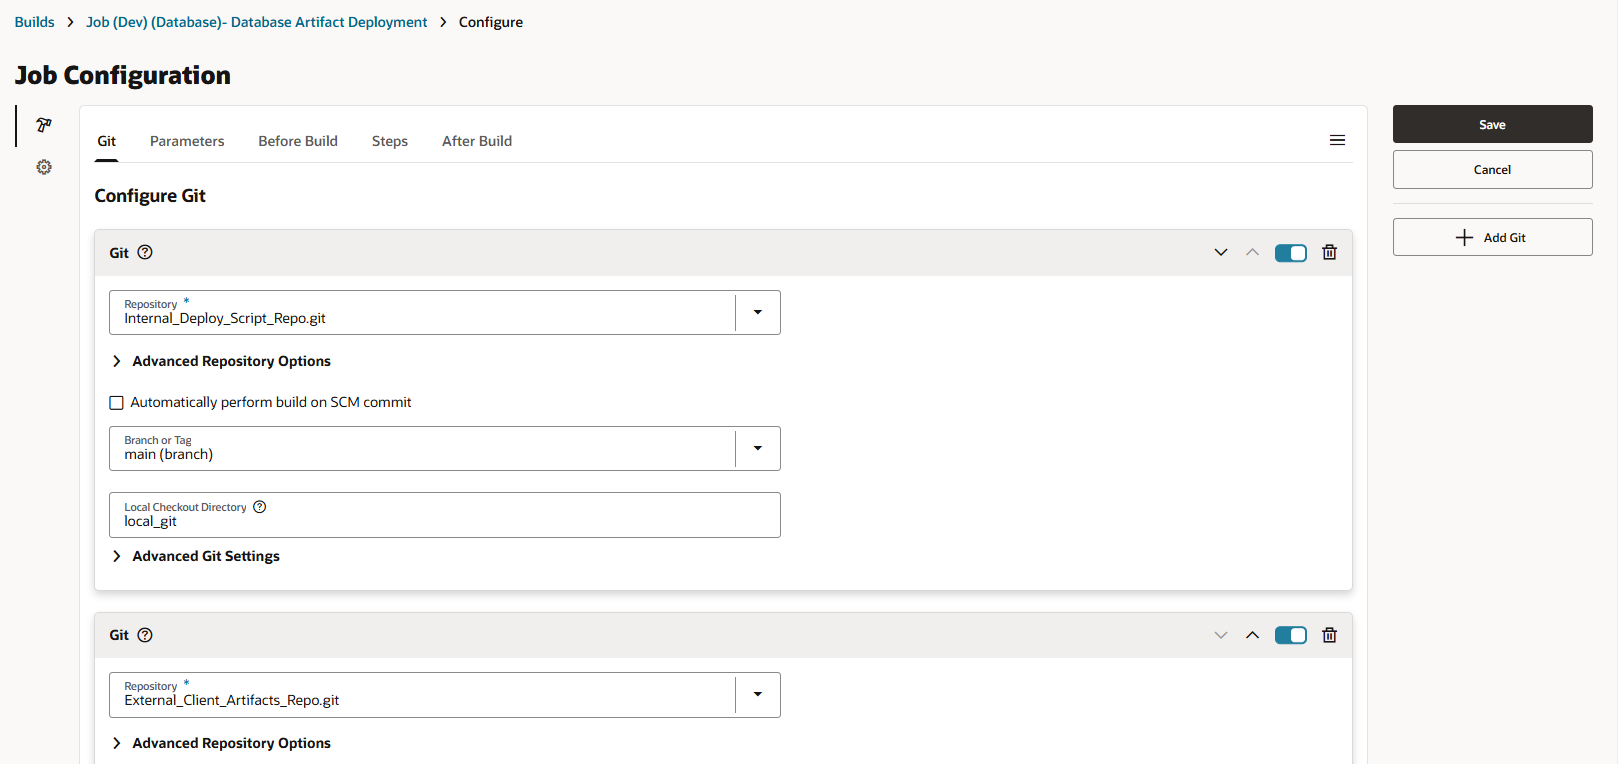 Builds > Job (Dev) (Database)- Database Artifact Deployment > Configure
Job Configuration
Git Parameters Before Build Steps After Build
Save
Cancel
Add Git
Configure Git
Git
Repository *
Internal_Deploy_Script_Repo.git
Advanced Repository Options
Automatically perform build on SCM commit
Branch or Tag
main (branch)
Local Checkout Directory
local_git
Advanced Git Settings
Git
Repository *
External_Client_Artifacts_Repo.git
Advanced Repository Options